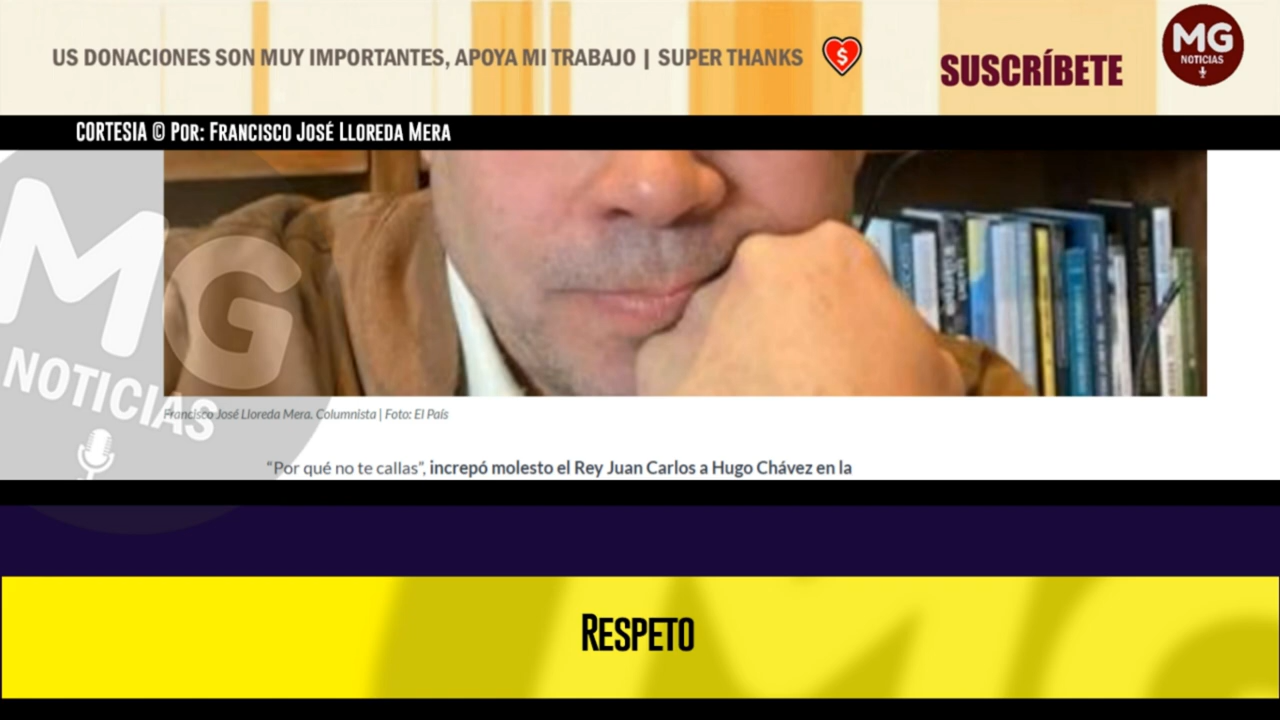 US DONACIONES SON MUY IMPORTANTES, APOYA MI TRABAJO | SUPER THANKS
$
SUSCRÍBETE
MG
NOTICIAS
CORTESIA © POR: FRANCISCO JOSÉ LLOREDA MERA
MG
NOTICIAS
Francisco José Lloreda Mera. Columnista | Foto: El País
“Por qué no te callas”, increpó molesto el Rey Juan Carlos a Hugo Chávez en la
RESPETO